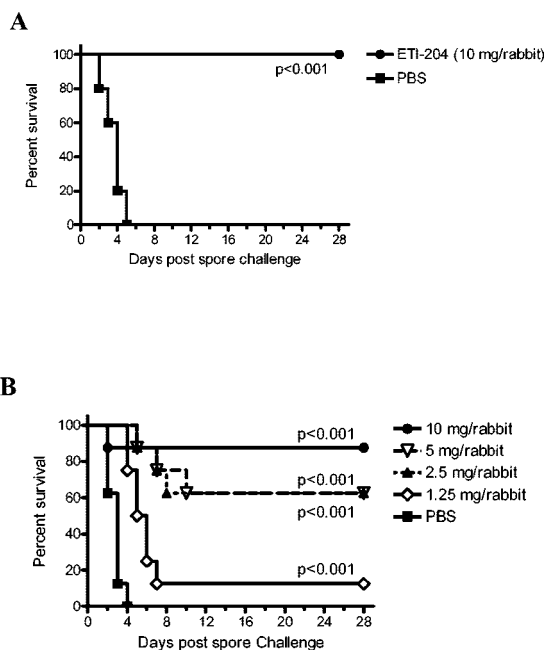 A
ETI-204 (10 mg/rabbit)
PBS
p<0.001
Percent survival
100
80
60
40
20
0
0 4 8 12 16 20 24 28
Days post spore challenge
B
10 mg/rabbit
5 mg/rabbit
2.5 mg/rabbit
1.25 mg/rabbit
PBS
p<0.001
p<0.001
p<0.001
p<0.001
Percent survival
100
80
60
40
20
0
0 4 8 12 16 20 24 28
Days post spore Challenge